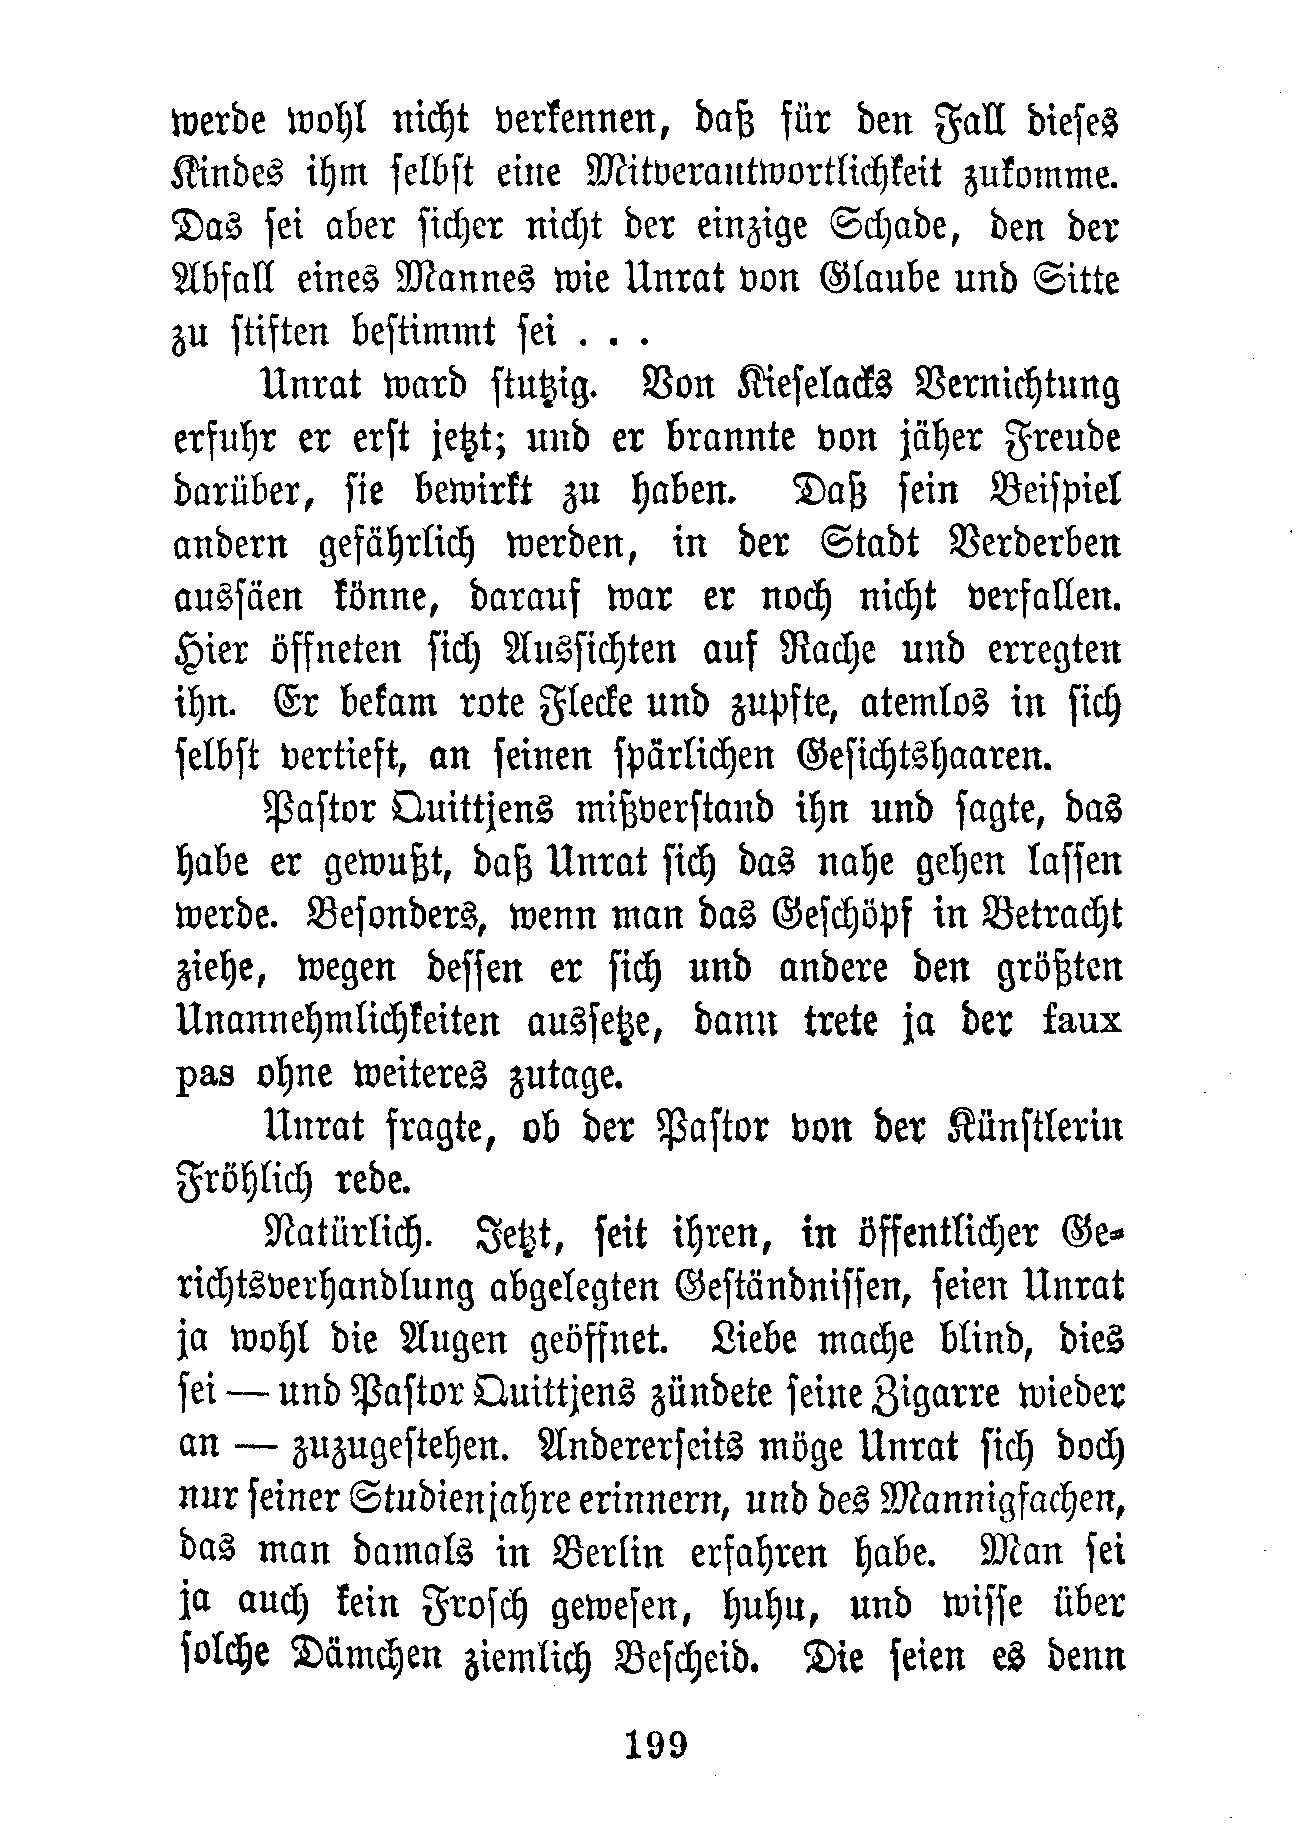 werde wohl nicht verkennen, daß für den Fall dieses
Kindes ihm selbst eine Mitverantwortlichkeit zukomme.
Das sei aber sicher nicht der einzige Schade, den der
Abfall eines Mannes wie Unrat von Glaube und Sitte
zu stiften bestimmt sei . . .
Unrat ward stutzig. Von Kieselacks Vernichtung
erfuhr er erst jetzt; und er brannte von jäher Freude
darüber, sie bewirkt zu haben. Daß sein Beispiel
andern gefährlich werden, in der Stadt Verderben
aussäen könne, darauf war er noch nicht verfallen.
Hier öffneten sich Aussichten auf Rache und erregten
ihn. Er bekam rote Flecke und zupfte, atemlos in sich
selbst vertieft, an seinen spärlichen Gesichtshaaren.
Pastor Quittjens mißverstand ihn und sagte, das
habe er gewußt, daß Unrat sich das nahe gehen lassen
werde. Besonders, wenn man das Geschöpf in Betracht
ziehe, wegen dessen er sich und andere den größten
Unannehmlichkeiten aussetze, dann trete ja der faux
pas ohne weiteres zutage.
Unrat fragte, ob der Pastor von der Künstlerin
Fröhlich rede.
Natürlich. Jetzt, seit ihren, in öffentlicher Ge-
richtsverhandlung abgelegten Geständnissen, seien Unrat
ja wohl die Augen geöffnet. Liebe mache blind, dies
sei — und Pastor Quittjens zündete seine Zigarre wieder
an — zuzugestehen. Andererseits möge Unrat sich doch
nur seiner Studienjahre erinnern, und des Mannigfachen,
das man damals in Berlin erfahren habe. Man sei
ja auch kein Frosch gewesen, huhu, und wisse über
solche Dämchen ziemlich Bescheid. Die seien es denn
199